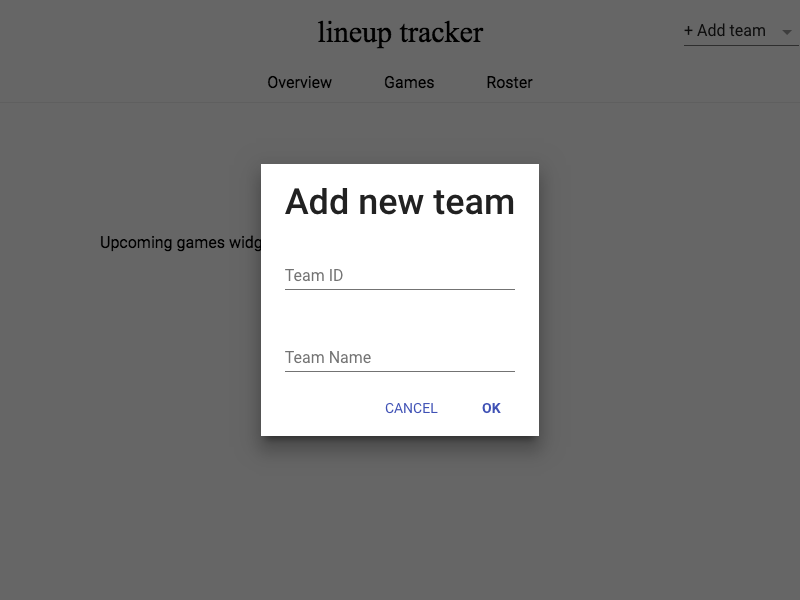 lineup tracker
+ Add team
Overview Games Roster
Add new team
Upcoming games widg
Team ID
Team Name
CANCEL OK